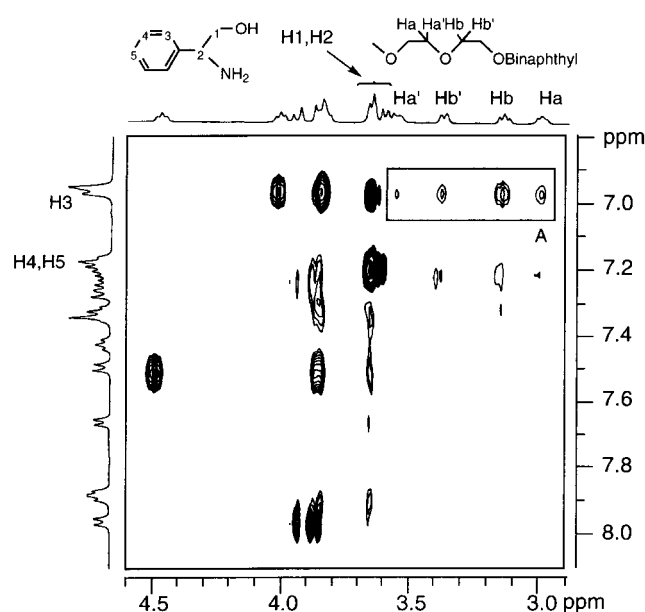 Ha Ha' Hb Hb'
1 OH
4 3
5 2
NH₂
O OBinaphthyl
H1,H2
Ha' Hb' Hb Ha
ppm
H3 7.0
A
H4,H5 7.2
7.4
7.6
7.8
8.0
4.5 4.0 3.5 3.0 ppm